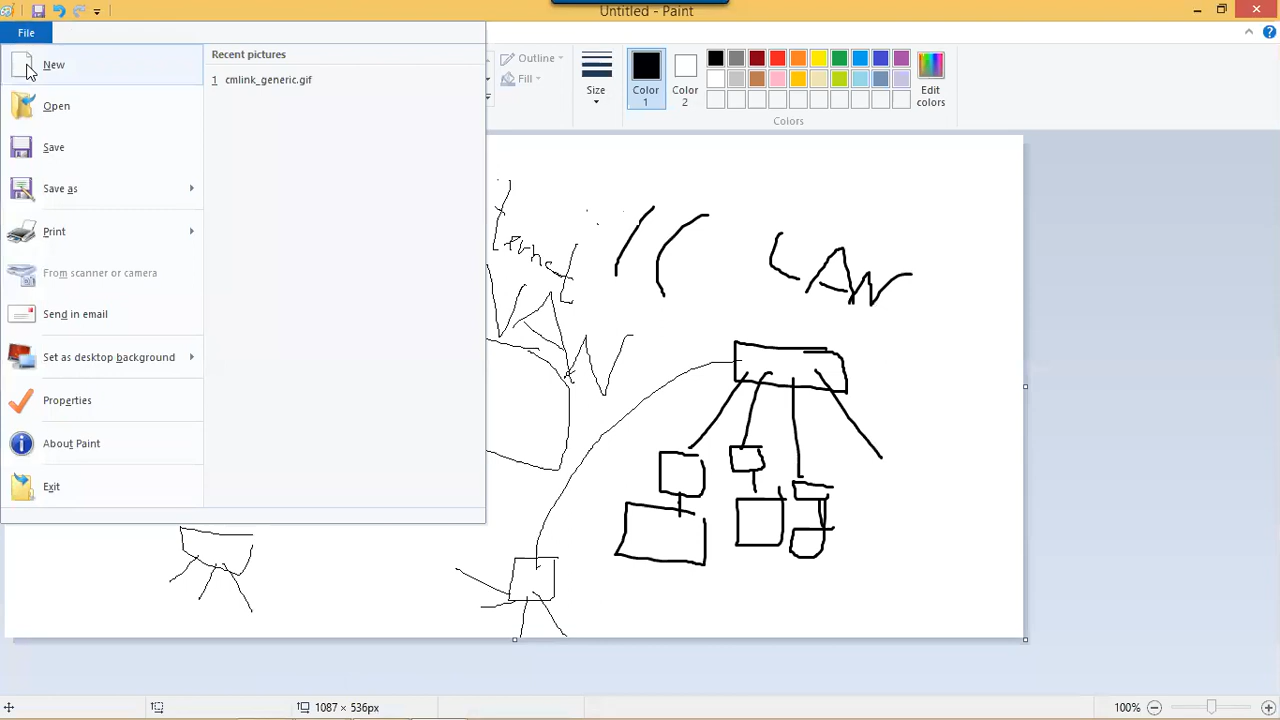 Untitled - Paint
File
New
Open
Save
Save as
Print
From scanner or camera
Send in email
Set as desktop background
Properties
About Paint
Exit
Recent pictures
1 cmlink_generic.gif
Outline
Fill
Size
Color
1
Color
2
Edit
colors
Colors
LAN
1087 × 536px
100%